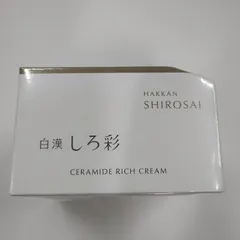 HAKKAN
SHIROSAI
白漢 しろ彩
CERAMIDE RICH CREAM